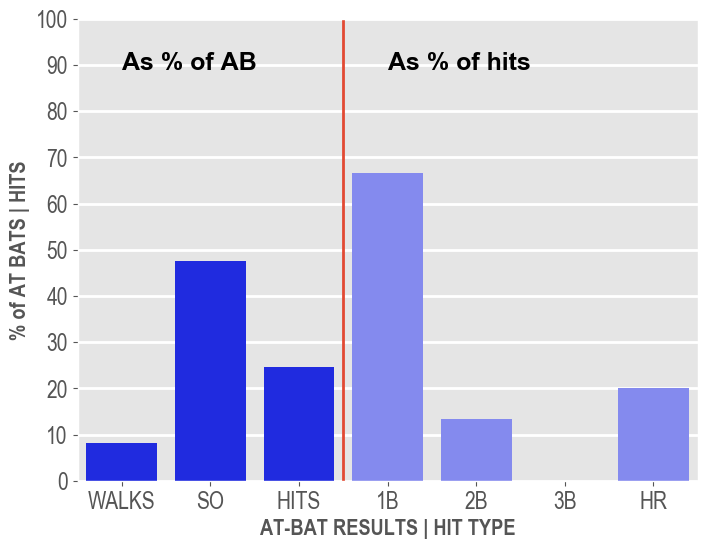 100
90
80
70
60
50
40
30
20
10
0
% of AT BATS | HITS
As % of AB
As % of hits
WALKS SO HITS 1B 2B 3B HR
AT-BAT RESULTS | HIT TYPE